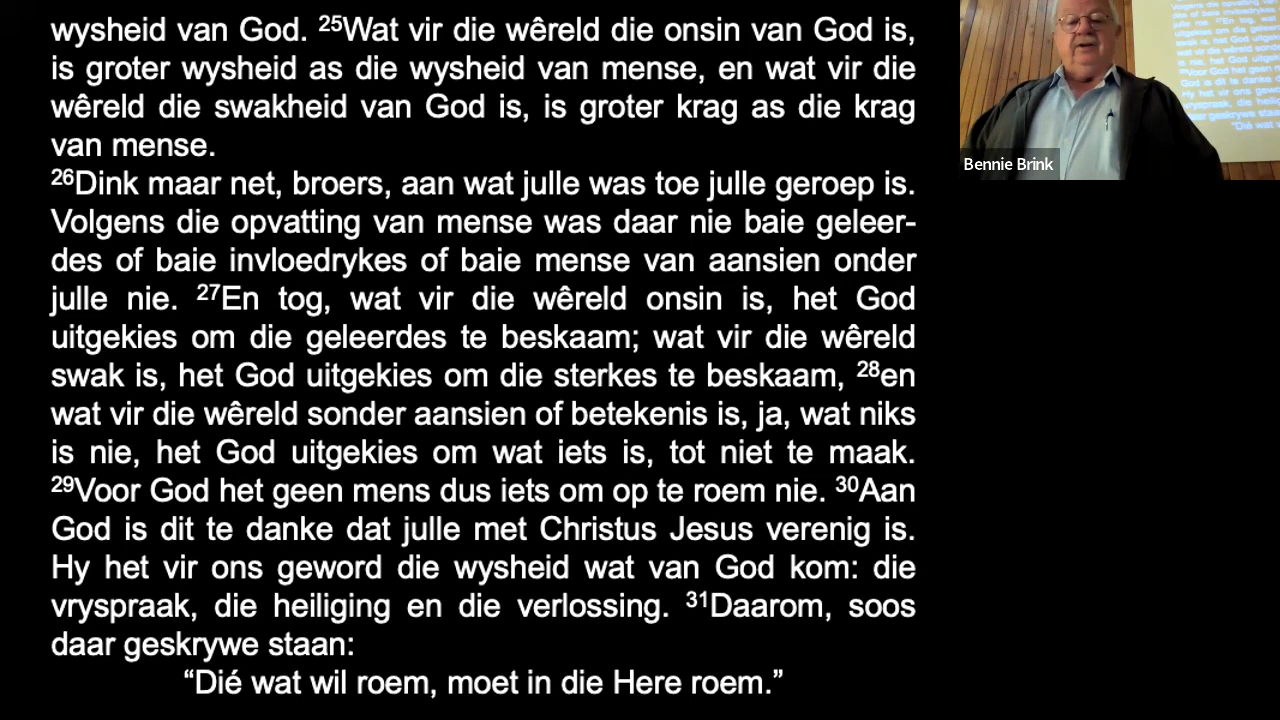 wysheid van God. ²⁵Wat vir die wêreld die onsin van God is,
is groter wysheid as die wysheid van mense, en wat vir die
wêreld die swakheid van God is, is groter krag as die krag
van mense.
²⁶Dink maar net, broers, aan wat julle was toe julle geroep is.
Volgens die opvatting van mense was daar nie baie geleer-
des of baie invloedrykes of baie mense van aansien onder
julle nie. ²⁷En tog, wat vir die wêreld onsin is, het God
uitgekies om die geleerdes te beskaam; wat vir die wêreld
swak is, het God uitgekies om die sterkes te beskaam, ²⁸en
wat vir die wêreld sonder aansien of betekenis is, ja, wat niks
is nie, het God uitgekies om wat iets is, tot niet te maak.
²⁹Voor God het geen mens dus iets om op te roem nie. ³⁰Aan
God is dit te danke dat julle met Christus Jesus verenig is.
Hy het vir ons geword die wysheid wat van God kom: die
vryspraak, die heiliging en die verlossing. ³¹Daarom, soos
daar geskrywe staan:
“Dié wat wil roem, moet in die Here roem.”
Bennie Brink